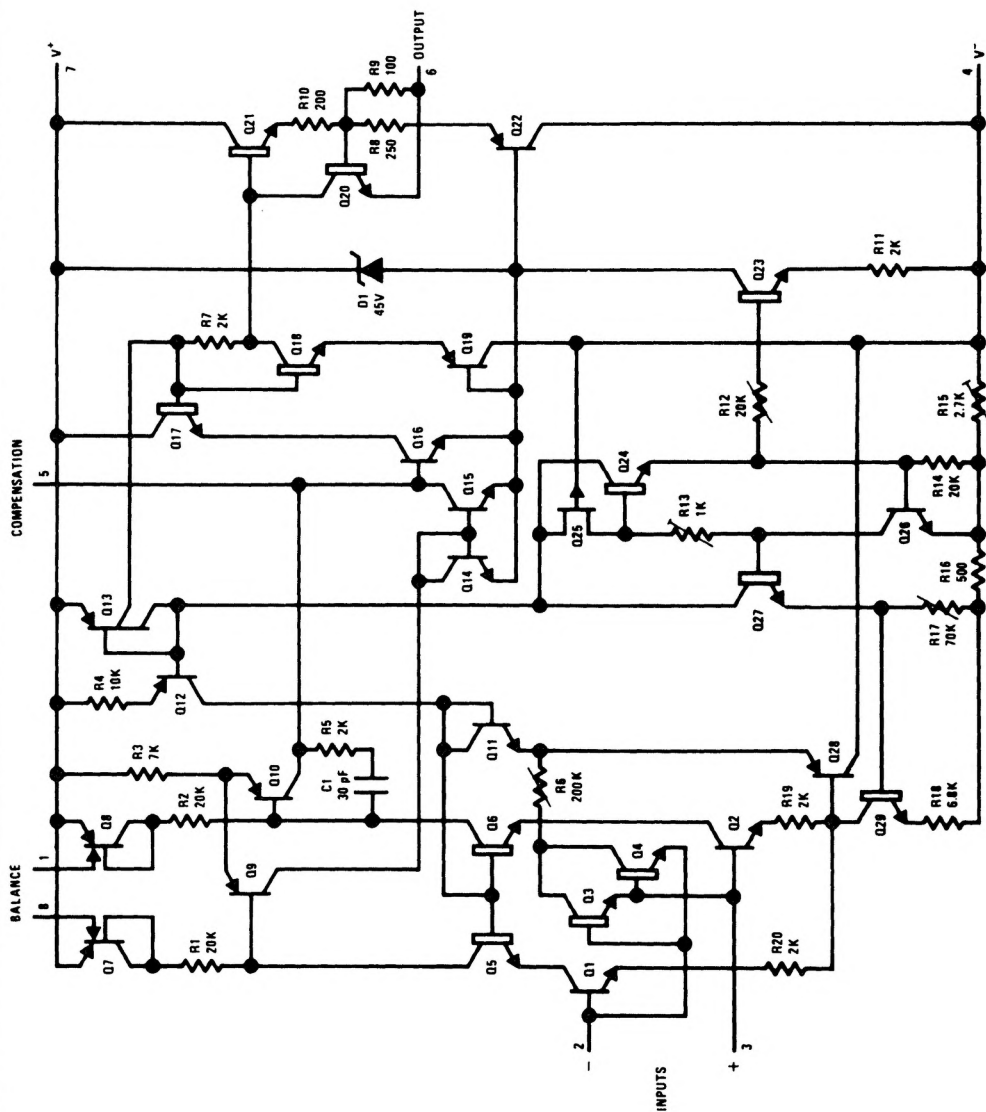 BALANCE
8
1
COMPENSATION
5
7
V+
Q7
Q8
R3
7K
R4
10K
Q13
R1
20K
R2
20K
Q9
Q10
R5
2K
C1
30 pF
Q12
Q17
R7
2K
Q18
Q21
R10
200
R9
100
R8
250
Q20
OUTPUT
6
Q14
Q15
Q16
Q19
D1
45V
Q22
Q5
Q6
Q11
Q3
Q4
R6
200K
Q1
Q2
2
−
3
+
INPUTS
R20
2K
R19
2K
Q28
Q29
R18
6.8K
Q25
Q24
R13
1K
Q27
Q26
R12
20K
Q23
R11
2K
R17
70K
R16
500
R14
20K
R15
2.7K
4
V−